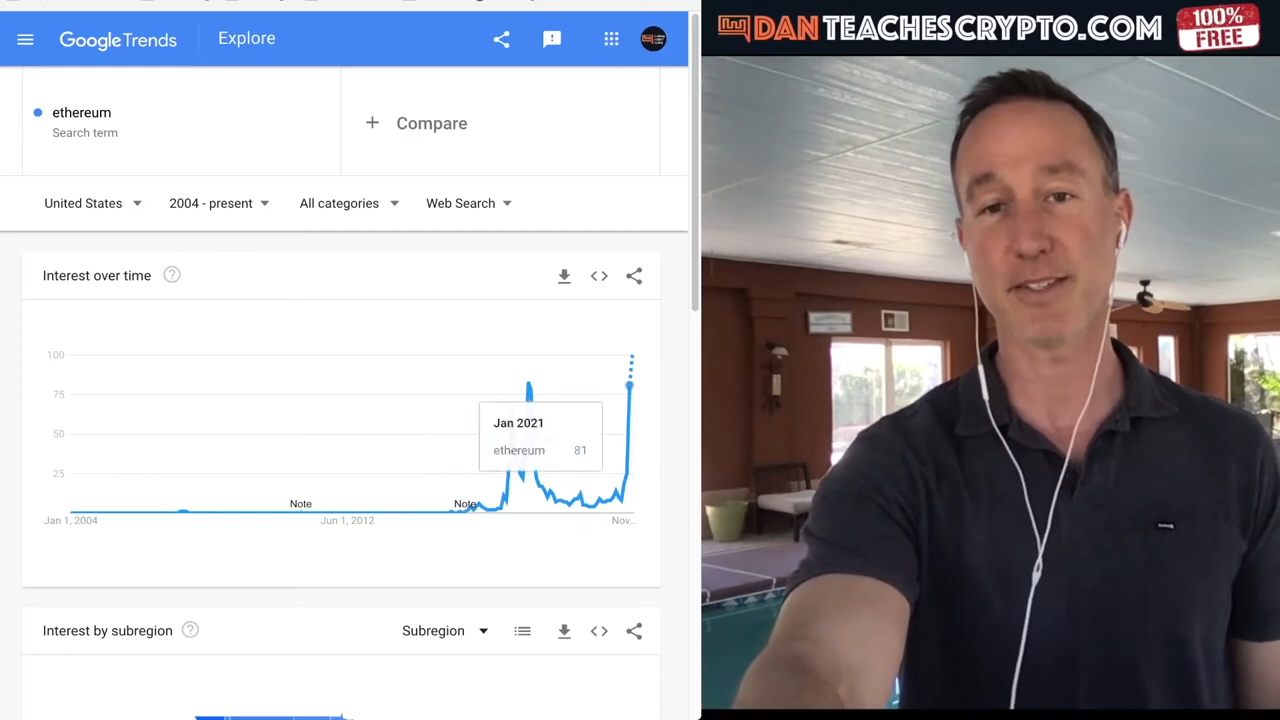 GoogleTrends
Explore
DANTEACHESCRYPTO.COM
100%
FREE
ethereum
Search term
+ Compare
United States
2004 - present
All categories
Web Search
Interest over time
100
75
50
25
Jan 2021
ethereum 81
Note
Note
Jan 1, 2004
Jun 1, 2012
Nov...
Interest by subregion
Subregion